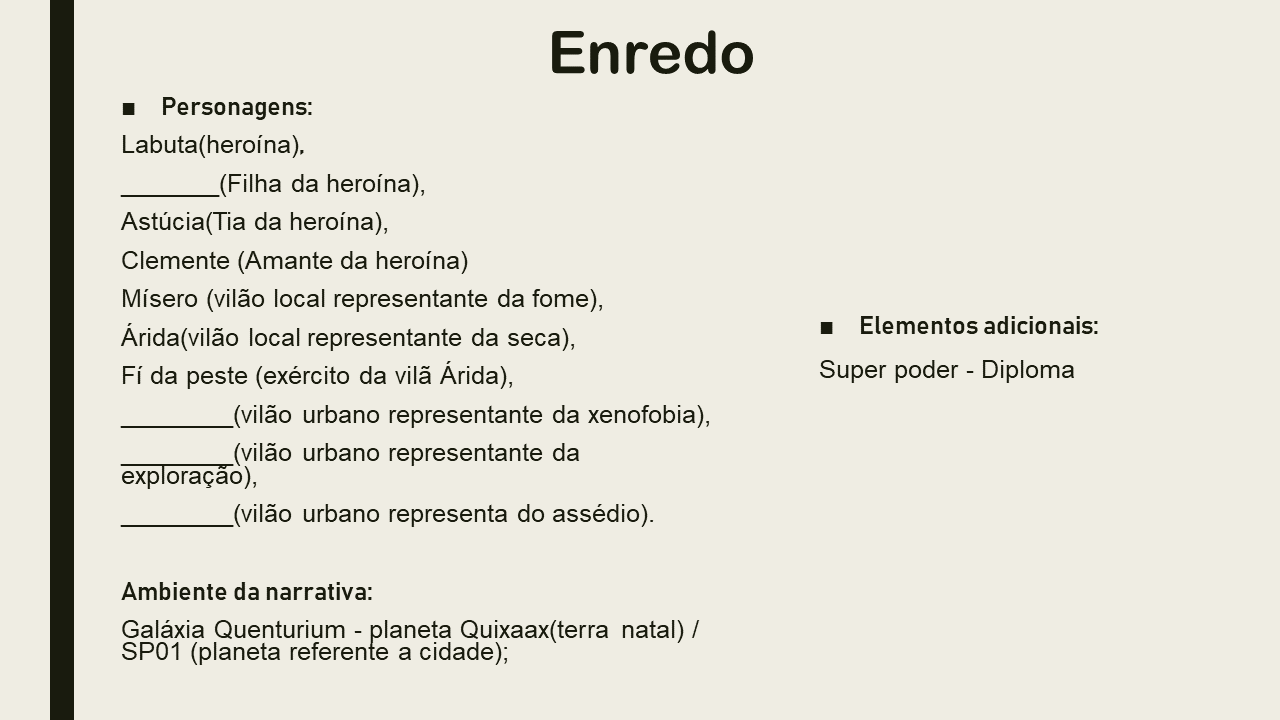 Enredo
▪ Personagens:
Labuta(heroína),
________(Filha da heroína),
Astúcia(Tia da heroína),
Clemente (Amante da heroína)
Mísero (vilão local representante da fome),
Árida(vilão local representante da seca),
Fí da peste (exército da vilã Árida),
________(vilão urbano representante da xenofobia),
________(vilão urbano representante da
exploração),
________(vilão urbano representa do assédio).
Ambiente da narrativa:
Galáxia Quenturium - planeta Quixaax(terra natal) /
SP01 (planeta referente a cidade);
▪ Elementos adicionais:
Super poder - Diploma